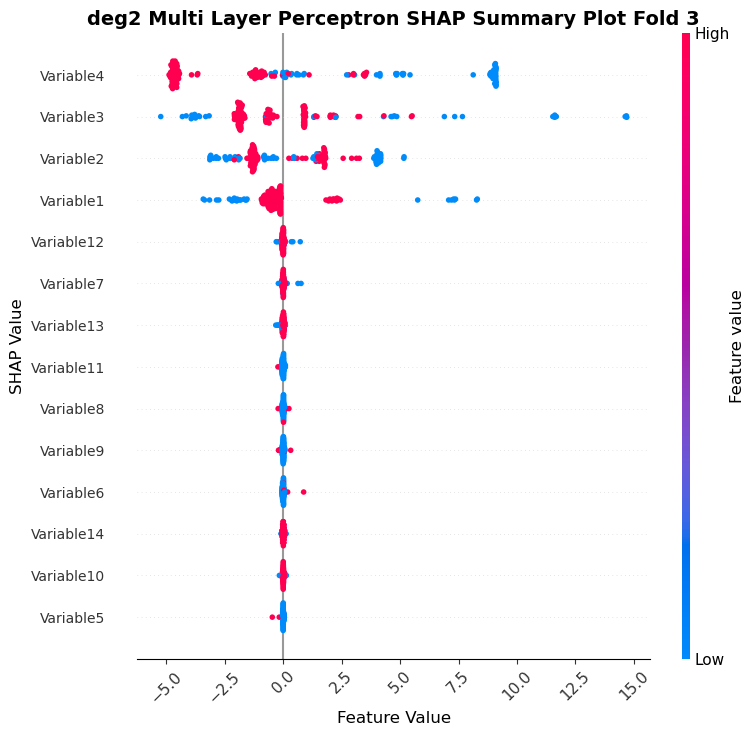 deg2 Multi Layer Perceptron SHAP Summary Plot Fold 3
High
Variable4
Variable3
Variable2
Variable1
Variable12
Variable7
Variable13
Variable11
Variable8
Variable9
Variable6
Variable14
Variable10
Variable5
SHAP Value
Feature value
Low
−5.0
−2.5
0.0
2.5
5.0
7.5
10.0
12.5
15.0
Feature Value